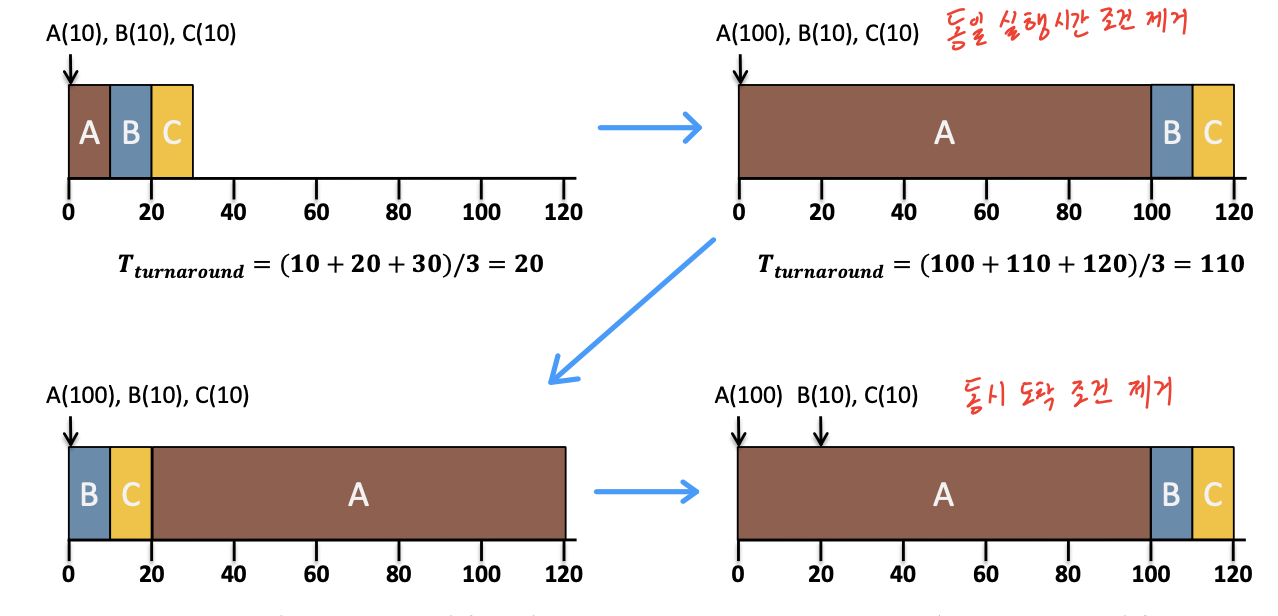 A(10), B(10), C(10)
A B C
0 20 40 60 80 100 120
T turnaround = (10 + 20 + 30)/3 = 20
A(100), B(10), C(10) 동일 실행시간 조건 제거
A B C
0 20 40 60 80 100 120
T turnaround = (100 + 110 + 120)/3 = 110
A(100), B(10), C(10)
B C A
0 20 40 60 80 100 120
A(100) B(10), C(10) 동시 도착 조건 제거
A B C
0 20 40 60 80 100 120